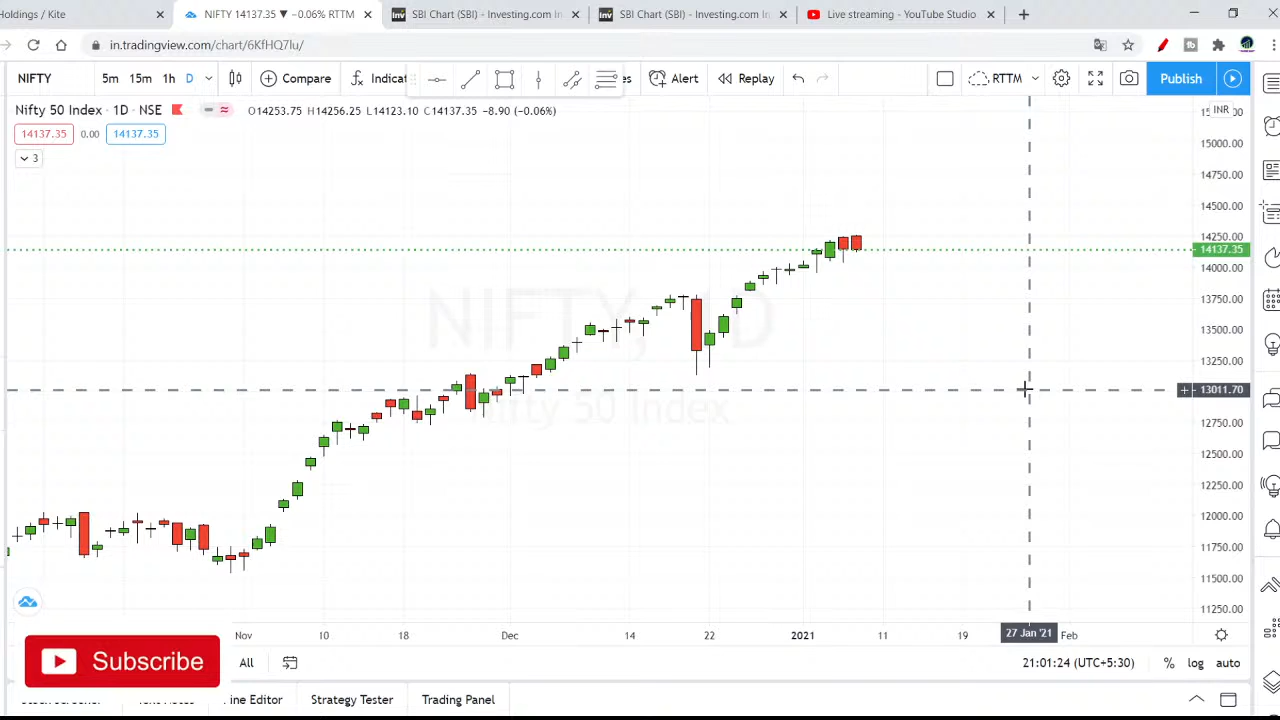 Holdings / Kite
NIFTY 14137.35 ▼ −0.06% RTTM
SBI Chart (SBI) - Investing.com In
SBI Chart (SBI) - Investing.com In
Live streaming - YouTube Studio
in.tradingview.com/chart/6KfHQ7lu/
NIFTY 5m 15m 1h D Compare Indicat es Alert Replay RTTM Publish
Nifty 50 Index · 1D · NSE O14253.75 H14256.25 L14123.10 C14137.35 −8.90 (−0.06%)
INR
14137.35 0.00 14137.35
3
15000.00
14750.00
14500.00
14250.00
14137.35
14000.00
13750.00
13500.00
13250.00
13011.70
12750.00
12500.00
12250.00
12000.00
11750.00
11500.00
11250.00
NIFTY, 1D
Nifty 50 Index
Nov 10 18 Dec 14 22 2021 11 19 27 Jan '21 Feb
Subscribe
All 21:01:24 (UTC+5:30) % log auto
ine Editor Strategy Tester Trading Panel